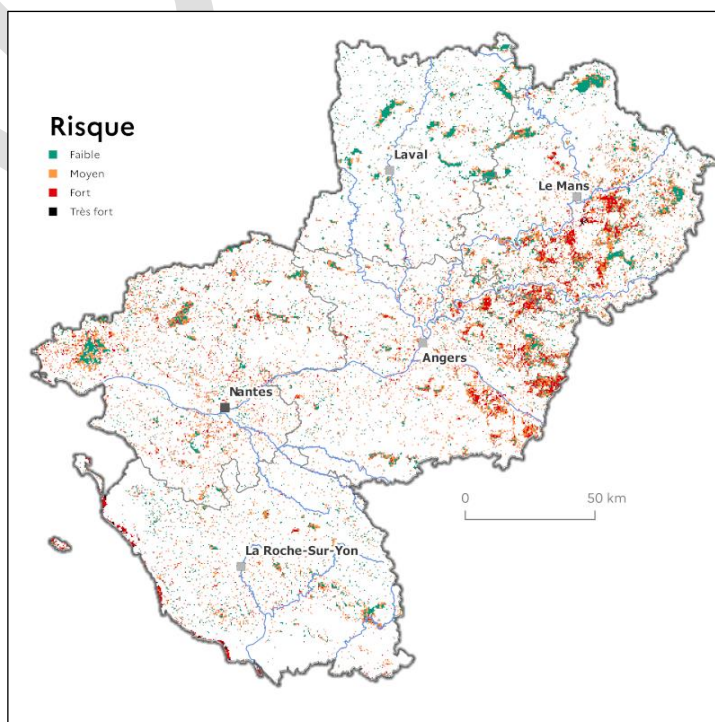 Risque
Faible
Moyen
Fort
Très fort
Laval
Le Mans
Angers
Nantes
0 50 km
La Roche-Sur-Yon